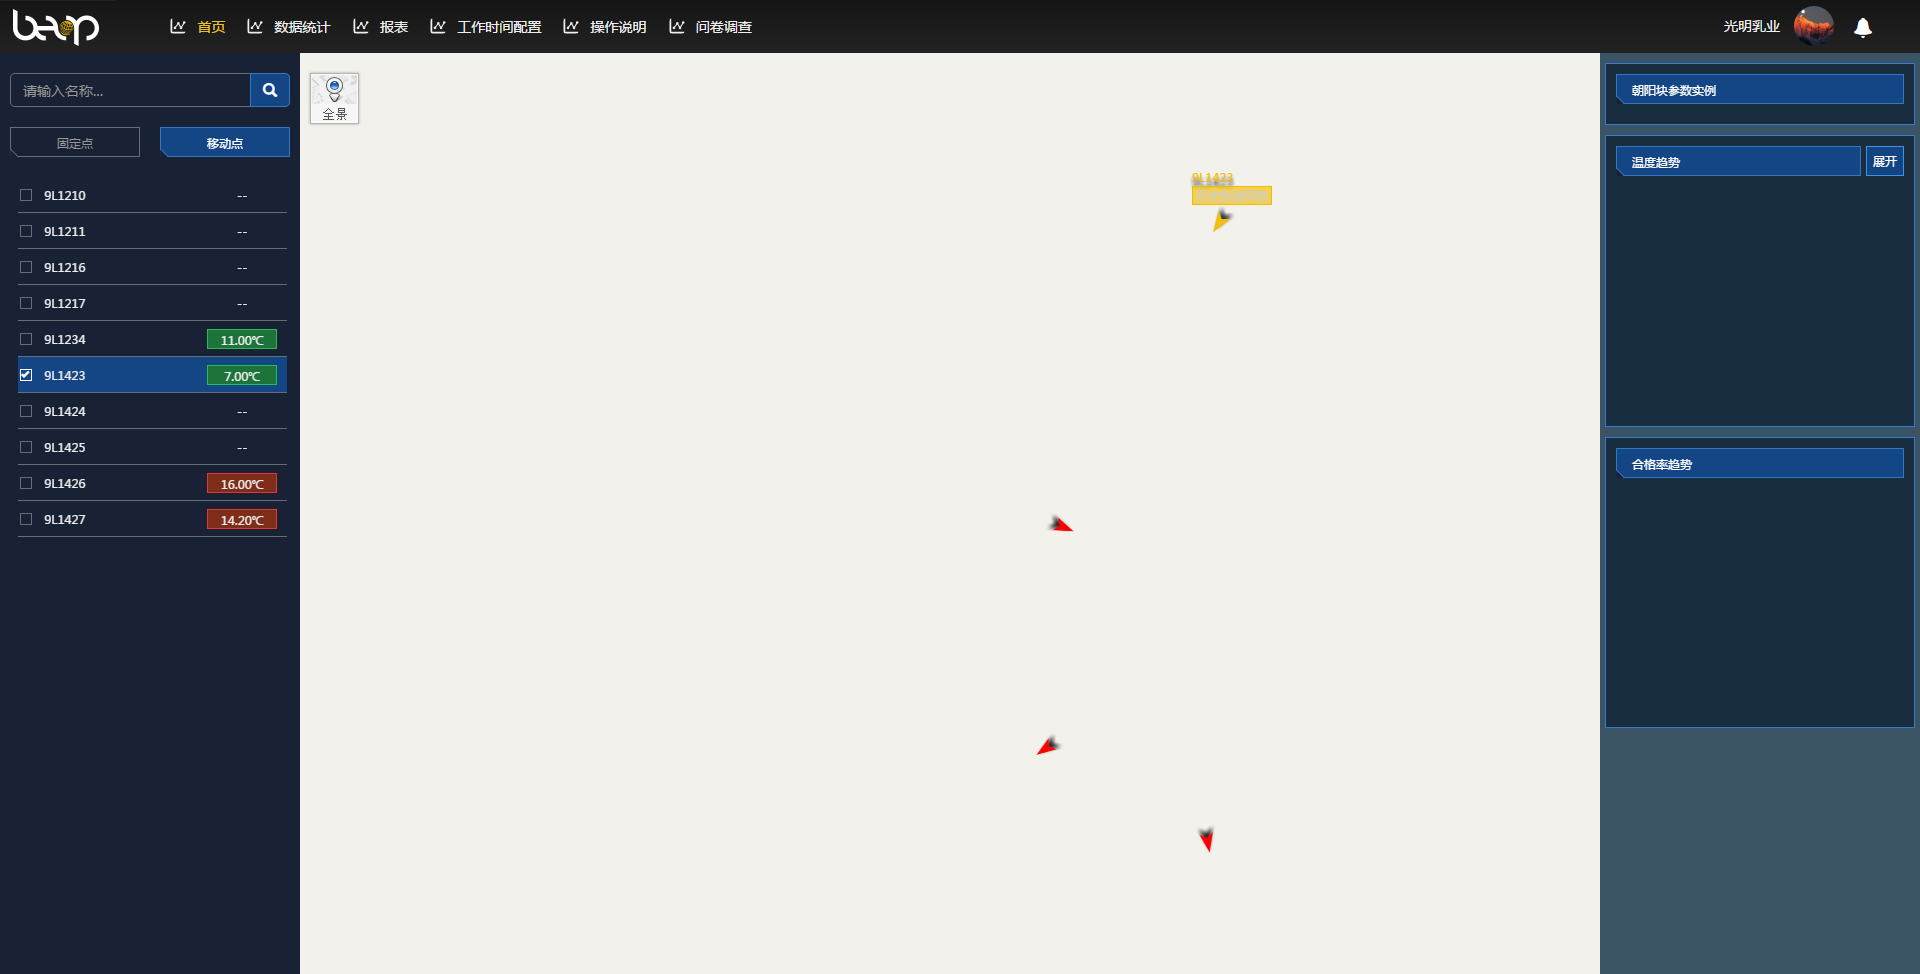 beop
首页
数据统计
报表
工作时间配置
操作说明
问卷调查
光明乳业
请输入名称...
固定点
移动点
9L1210 --
9L1211 --
9L1216 --
9L1217 --
9L1234 11.00℃
9L1423 7.00℃
9L1424 --
9L1425 --
9L1426 16.00℃
9L1427 14.20℃
全景
9L1423
朝阳块参数实例
温度趋势
展开
合格率趋势